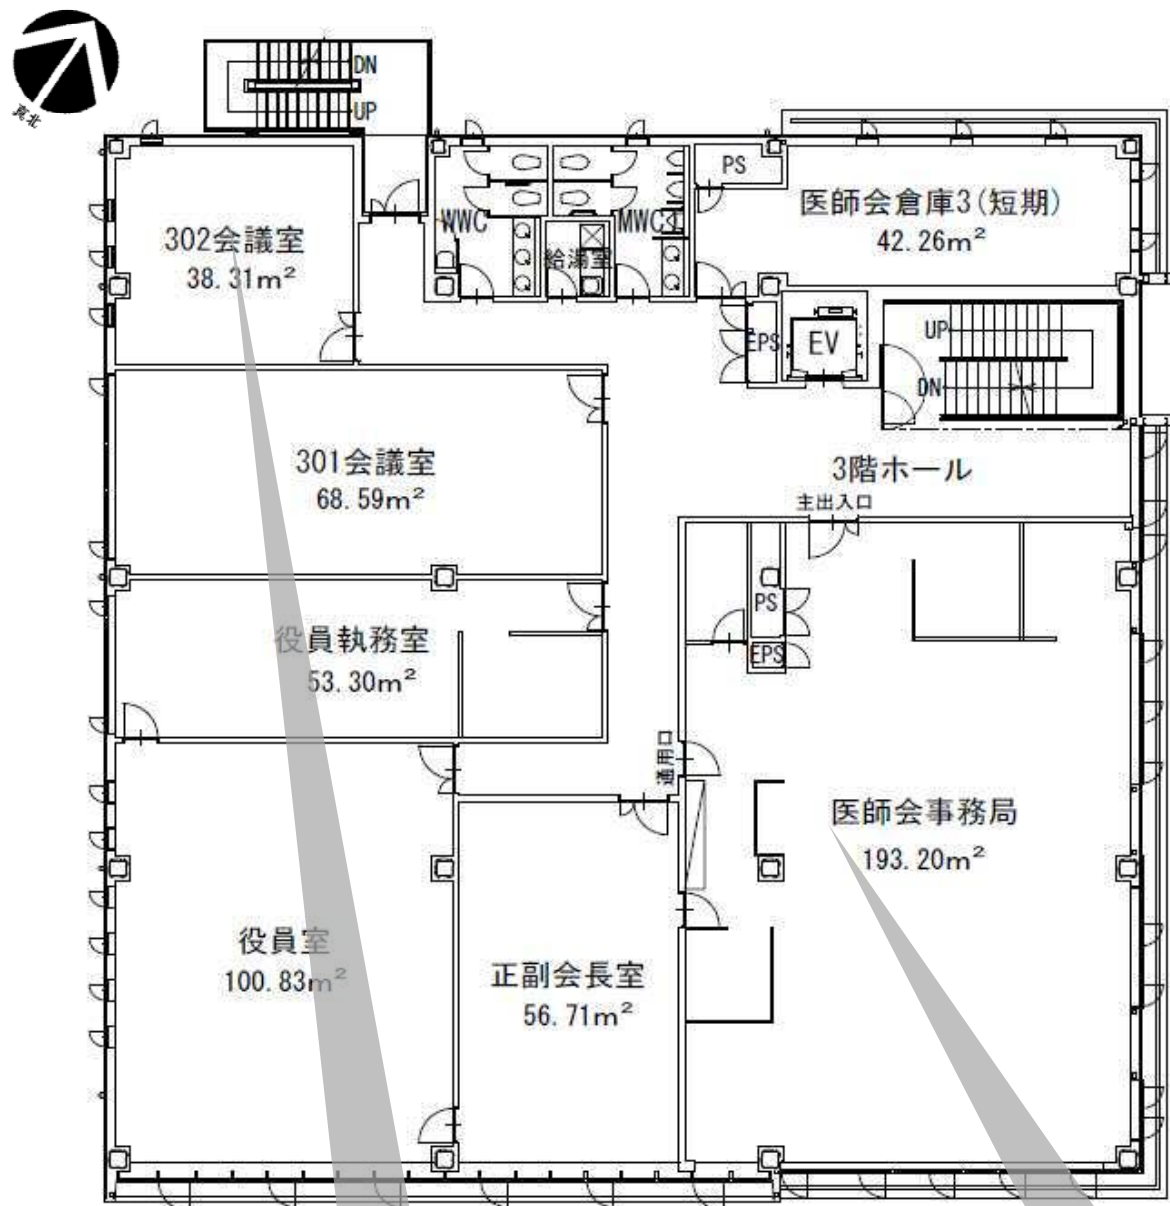 真北
DN
UP
PS
医師会倉庫3(短期)
42.26m²
WWC
MWC
給湯室
302会議室
38.31m²
EPS
EV
UP
DN
301会議室
68.59m²
3階ホール
主出入口
PS
EPS
役員執務室
53.30m²
通用口
医師会事務局
193.20m²
役員室
100.83m²
正副会長室
56.71m²